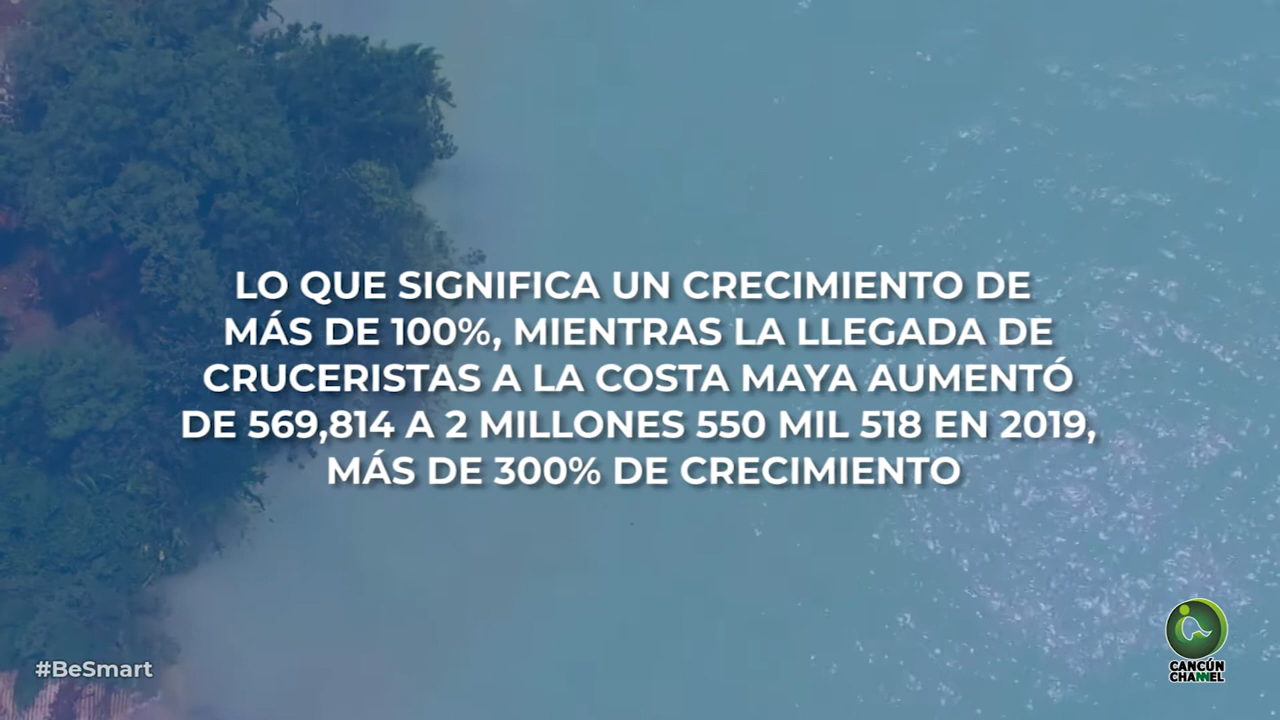 LO QUE SIGNIFICA UN CRECIMIENTO DE
MÁS DE 100%, MIENTRAS LA LLEGADA DE
CRUCERISTAS A LA COSTA MAYA AUMENTÓ
DE 569,814 A 2 MILLONES 550 MIL 518 EN 2019,
MÁS DE 300% DE CRECIMIENTO
#BeSmart
CANCÚN
CHANNEL